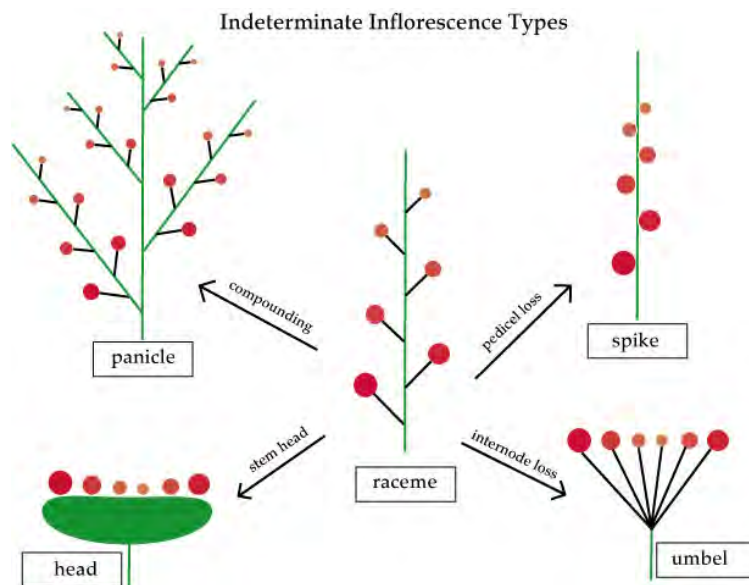 Indeterminate Inflorescence Types
compounding
pedicel loss
panicle
spike
stem head
internode loss
raceme
head
umbel